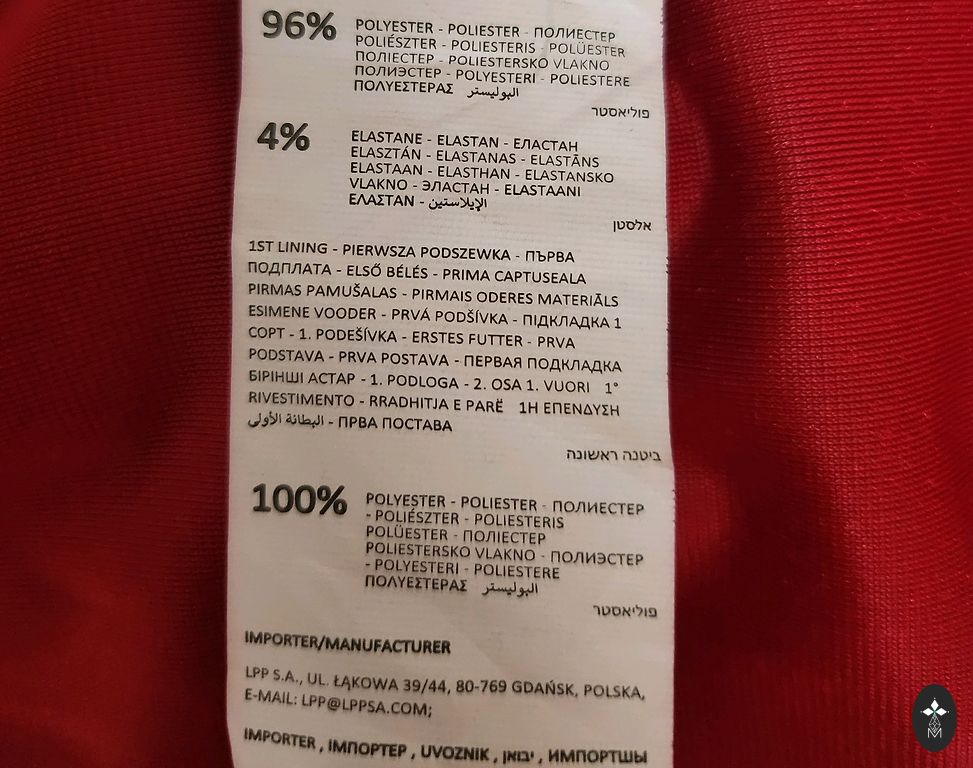 96%
POLYESTER - POLIESTER - ПОЛИЕСТЕР
POLIÉSZTER - POLIESTERIS - POLÜESTER
ПОЛІЕСТЕР - POLIESTERSKO VLAKNO
ПОЛИЭСТЕР - POLYESTERI - POLIESTERE
ΠΟΛΥΕΣΤΕΡΑΣ البوليستر
פוליאסטר
4%
ELASTANE - ELASTAN - ЕЛАСТАН
ELASZTÁN - ELASTANAS - ELASTĀNS
ELASTAAN - ELASTHAN - ELASTANSKO
VLAKNO - ЭЛАСТАН - ELASTAANI
ΕΛΑΣΤΑΝ - الإيلاستين
אלסטן
1ST LINING - PIERWSZA PODSZEWKA - ПЪРВА
ПОДПЛАТА - ELSŐ BÉLÉS - PRIMA CAPTUSEALA
PIRMAS PAMUŠALAS - PIRMAIS ODERES MATERIĀLS
ESIMENE VOODER - PRVÁ PODŠÍVKA - ПІДКЛАДКА 1
СОРТ - 1. PODEŠÍVKA - ERSTES FUTTER - PRVA
PODSTAVA - PRVA POSTAVA - ПЕРВАЯ ПОДКЛАДКА
БІРІНШІ АСТАР - 1. PODLOGA - 2. OSA 1. VUORI 1°
RIVESTIMENTO - RRADHITJA E PARË 1Η ΕΠΕΝΔΥΣΗ
البطانة الأولى - ПРВА ПОСТАВА
ביטנה ראשונה
100%
POLYESTER - POLIESTER - ПОЛИЕСТЕР
- POLIÉSZTER - POLIESTERIS
POLÜESTER - ПОЛІЕСТЕР
POLIESTERSKO VLAKNO - ПОЛИЭСТЕР
- POLYESTERI - POLIESTERE
ΠΟΛΥΕΣΤΕΡΑΣ البوليستر
פוליאסטר
IMPORTER/MANUFACTURER
LPP S.A., UL. ŁĄKOWA 39/44, 80-769 GDAŃSK, POLSKA,
E-MAIL: LPP@LPPSA.COM;
IMPORTER , ІМПОРТЕР , UVOZNIK , יבואן , ИМПОРТШЫ
M